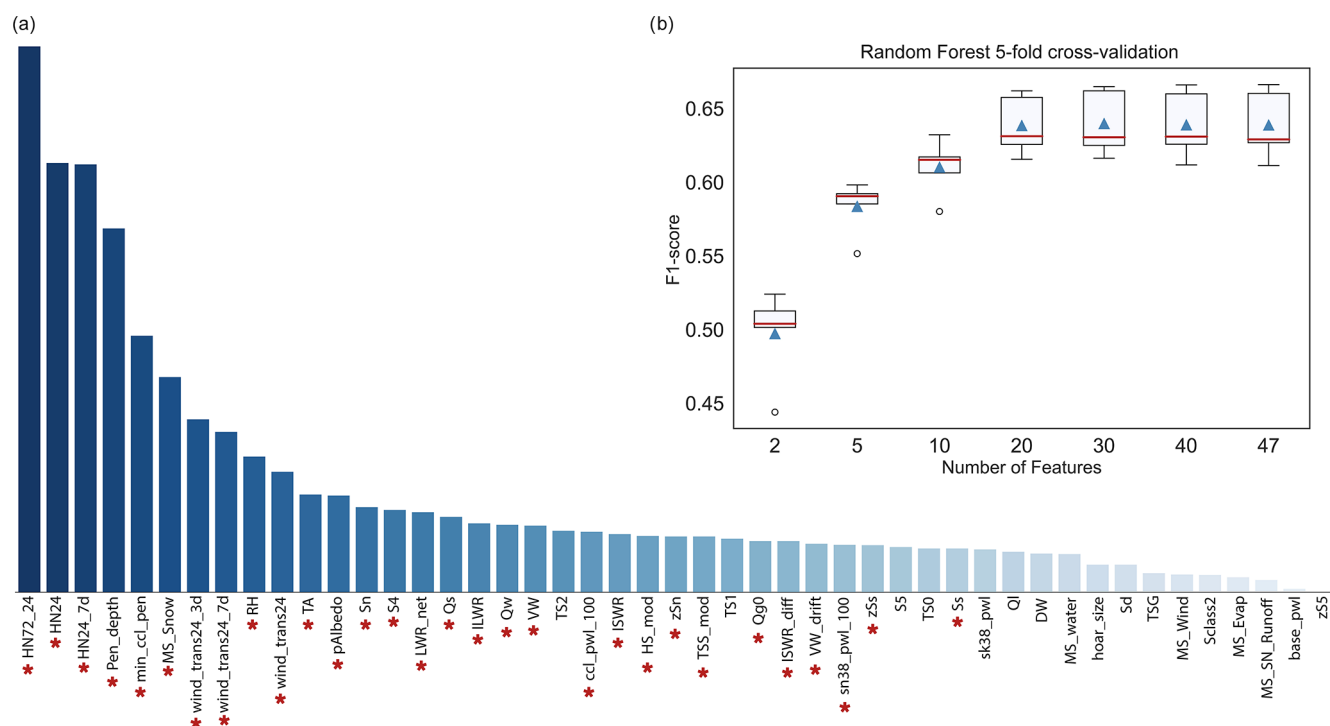 (a)
(b)
Random Forest 5-fold cross-validation
0.65
0.60
0.55
0.50
0.45
F1-score
2 5 10 20 30 40 47
Number of Features
* HN72_24
* HN24
* HN24_7d
* Pen_depth
* min_ccl_pen
* MS_Snow
* wind_trans24_3d
* wind_trans24_7d
* RH
* wind_trans24
* TA
* pAlbedo
* Sn
* S4
* LWR_net
* Qs
* ILWR
* Qw
* VW
TS2
* ccl_pwl_100
* ISWR
* HS_mod
* zSn
* TSS_mod
TS1
* Qg0
* ISWR_diff
* VW_drift
* sn38_pwl_100
* zSs
S5
TS0
* Ss
sk38_pwl
Ql
DW
MS_water
hoar_size
Sd
TSG
MS_Wind
Sclass2
MS_Evap
MS_SN_Runoff
base_pwl
zS5